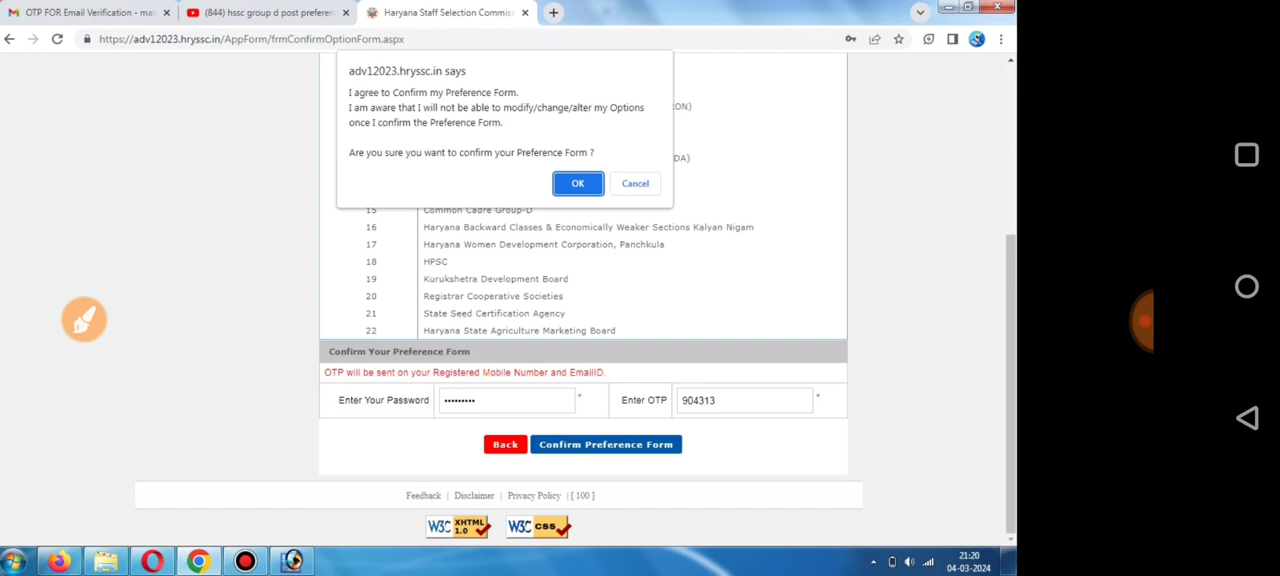 OTP FOR Email Verification - ma
(844) hssc group d post preferen
Haryana Staff Selection Commiss
https://adv12023.hryssc.in/AppForm/frmConfirmOptionForm.aspx
adv12023.hryssc.in says
I agree to Confirm my Preference Form.
I am aware that I will not be able to modify/change/alter my Options
once I confirm the Preference Form.
Are you sure you want to confirm your Preference Form ?
OK Cancel
RON)
DA)
15 Common Cadre Group-D
16 Haryana Backward Classes & Economically Weaker Sections Kalyan Nigam
17 Haryana Women Development Corporation, Panchkula
18 HPSC
19 Kurukshetra Development Board
20 Registrar Cooperative Societies
21 State Seed Certification Agency
22 Haryana State Agriculture Marketing Board
Confirm Your Preference Form
OTP will be sent on your Registered Mobile Number and EmailID.
Enter Your Password ••••••••• * Enter OTP 904313 *
Back Confirm Preference Form
Feedback | Disclaimer | Privacy Policy | [ 100 ]
W3C XHTML 1.0 W3C CSS
21:20
04-03-2024